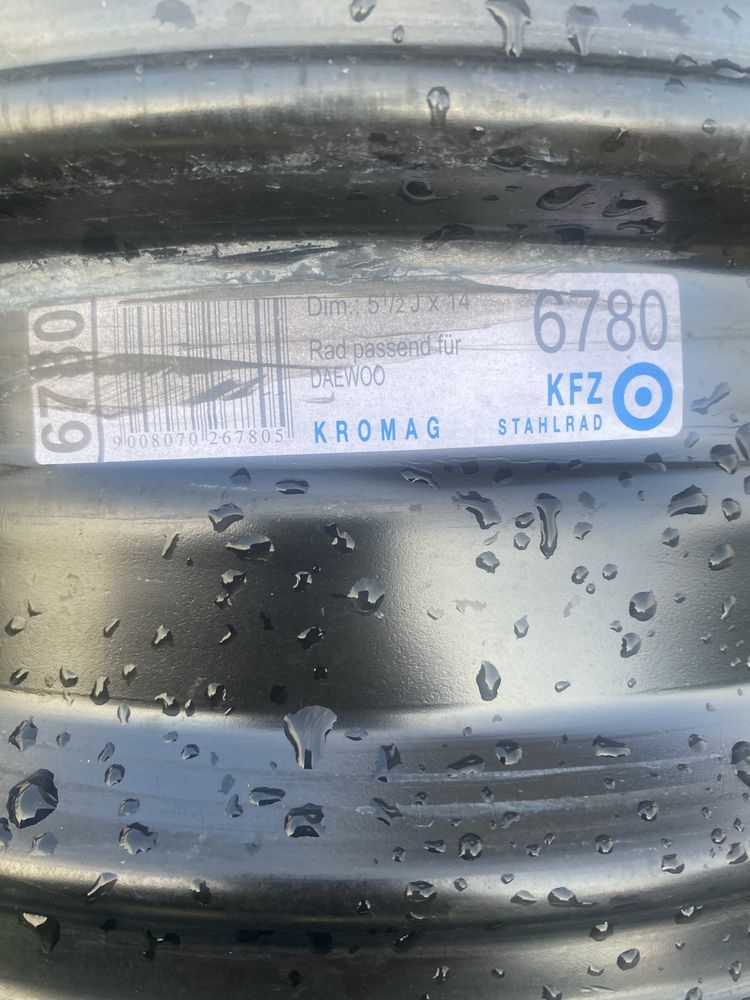 6780
Dim.: 5 1/2 J x 14
6780
Rad passend für
DAEWOO
KFZ
9 008070 267805
KROMAG
STAHLRAD